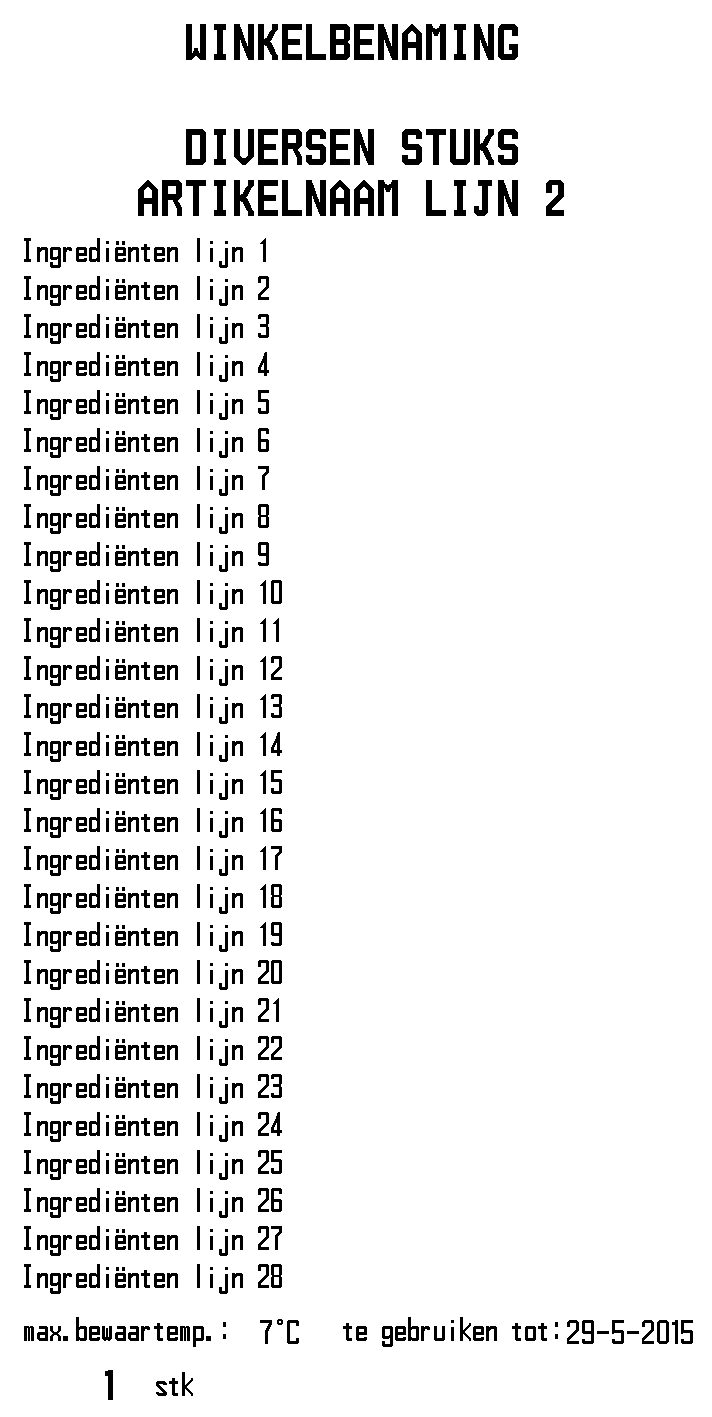 WINKELBENAMING
DIVERSEN STUKS
ARTIKELNAAM LIJN 2
Ingrediënten lijn 1
Ingrediënten lijn 2
Ingrediënten lijn 3
Ingrediënten lijn 4
Ingrediënten lijn 5
Ingrediënten lijn 6
Ingrediënten lijn 7
Ingrediënten lijn 8
Ingrediënten lijn 9
Ingrediënten lijn 10
Ingrediënten lijn 11
Ingrediënten lijn 12
Ingrediënten lijn 13
Ingrediënten lijn 14
Ingrediënten lijn 15
Ingrediënten lijn 16
Ingrediënten lijn 17
Ingrediënten lijn 18
Ingrediënten lijn 19
Ingrediënten lijn 20
Ingrediënten lijn 21
Ingrediënten lijn 22
Ingrediënten lijn 23
Ingrediënten lijn 24
Ingrediënten lijn 25
Ingrediënten lijn 26
Ingrediënten lijn 27
Ingrediënten lijn 28
max.bewaartemp.: 7°C te gebruiken tot:29-5-2015
1 stk